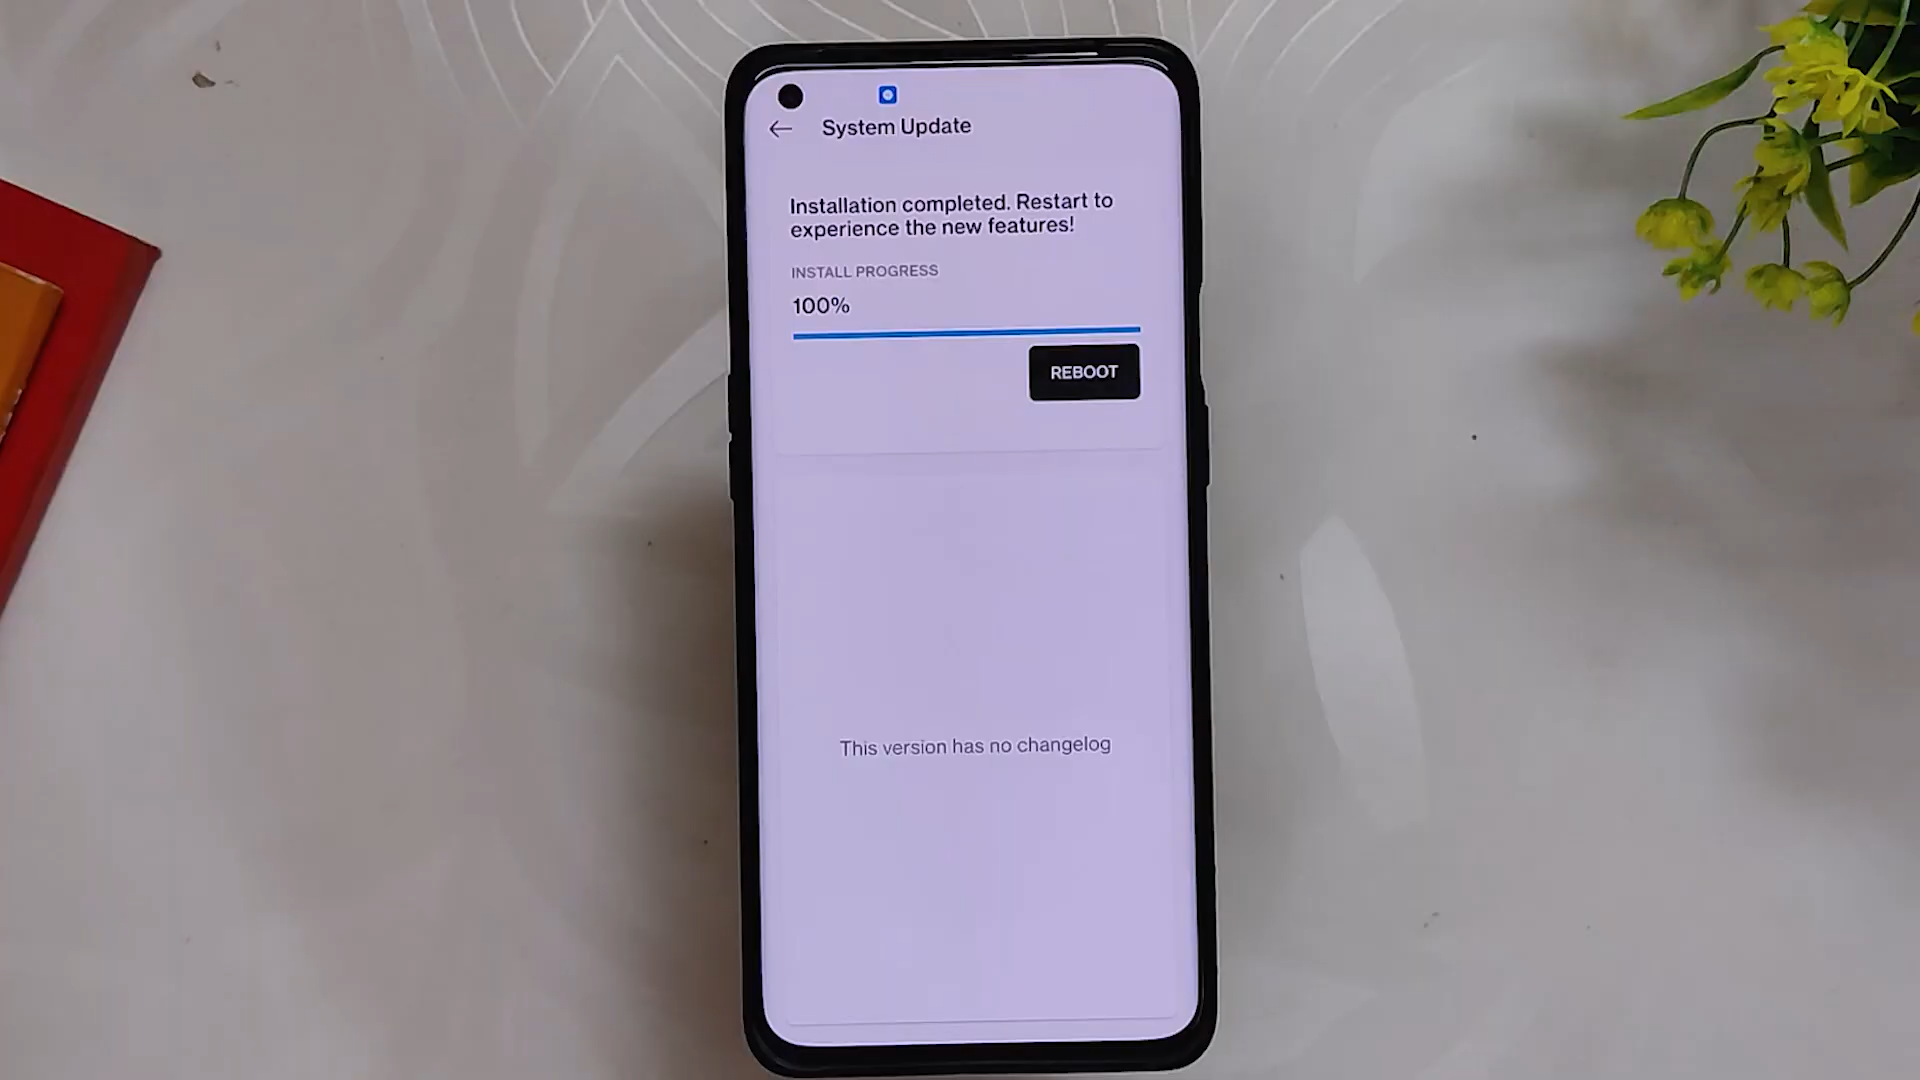 System Update
Installation completed. Restart to
experience the new features!
INSTALL PROGRESS
100%
REBOOT
This version has no changelog